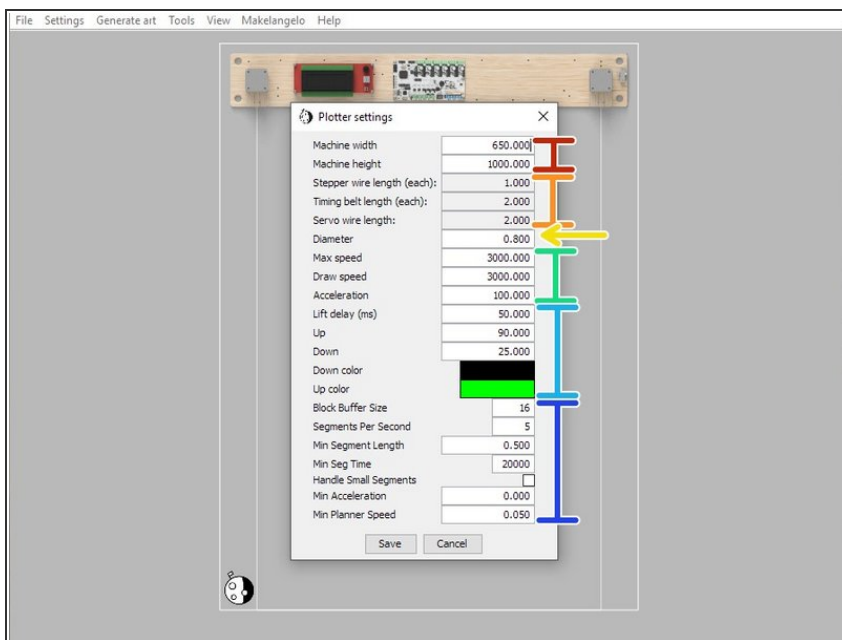 File Settings Generate art Tools View Makelangelo Help
Plotter settings
Machine width 650.000
Machine height 1000.000
Stepper wire length (each): 1.000
Timing belt length (each): 2.000
Servo wire length: 2.000
Diameter 0.800
Max speed 3000.000
Draw speed 3000.000
Acceleration 100.000
Lift delay (ms) 50.000
Up 90.000
Down 25.000
Down color
Up color
Block Buffer Size 16
Segments Per Second 5
Min Segment Length 0.500
Min Seg Time 20000
Handle Small Segments
Min Acceleration 0.000
Min Planner Speed 0.050
Save Cancel